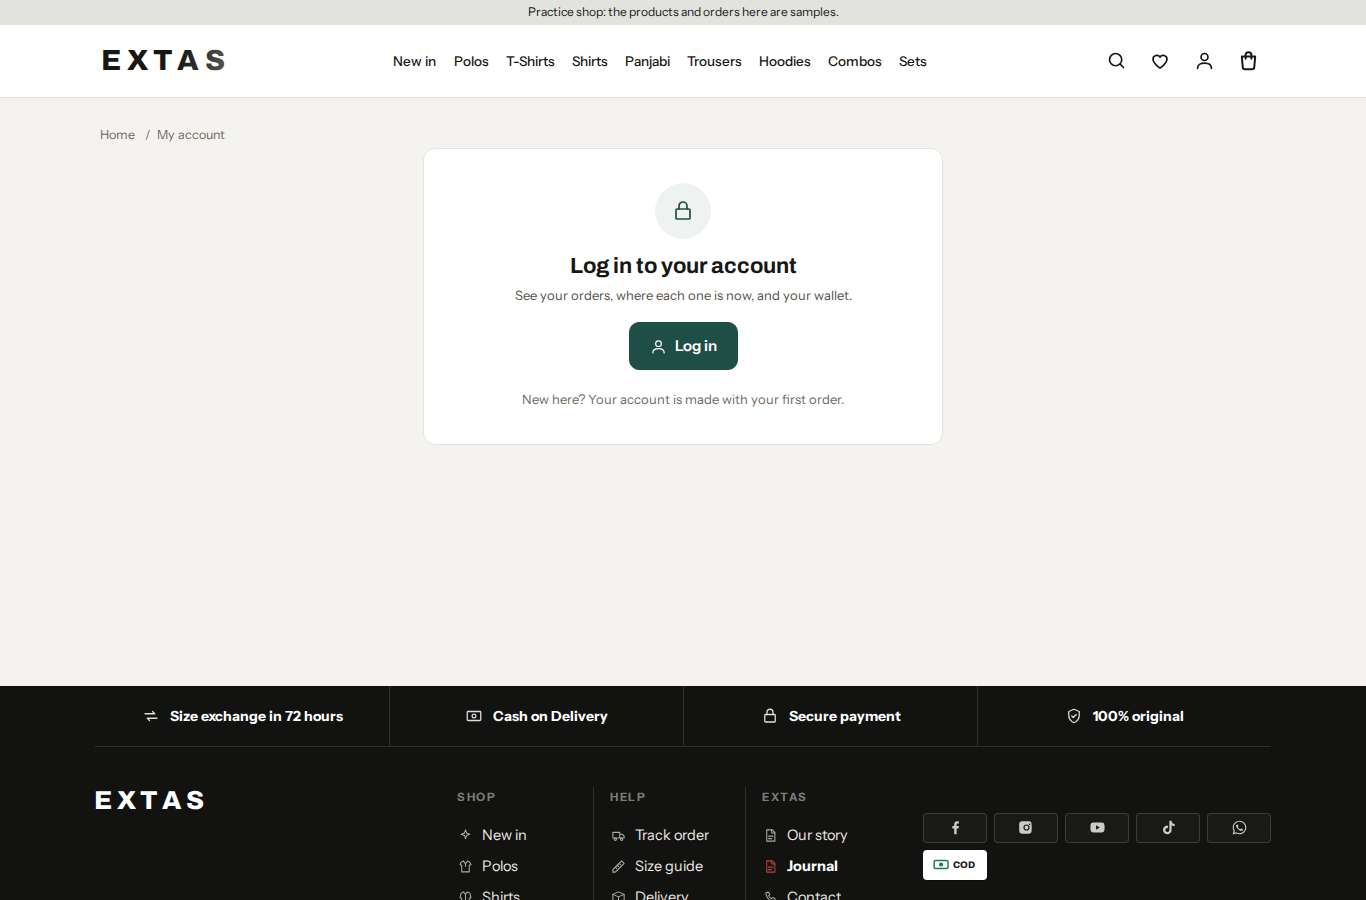 Practice shop: the products and orders here are samples.
EXTAS
New in Polos T-Shirts Shirts Panjabi Trousers Hoodies Combos Sets
Home / My account
Log in to your account
See your orders, where each one is now, and your wallet.
Log in
New here? Your account is made with your first order.
Size exchange in 72 hours
Cash on Delivery
Secure payment
100% original
EXTAS
SHOP
New in
Polos
Shirts
HELP
Track order
Size guide
Delivery
EXTAS
Our story
Journal
Contact
COD